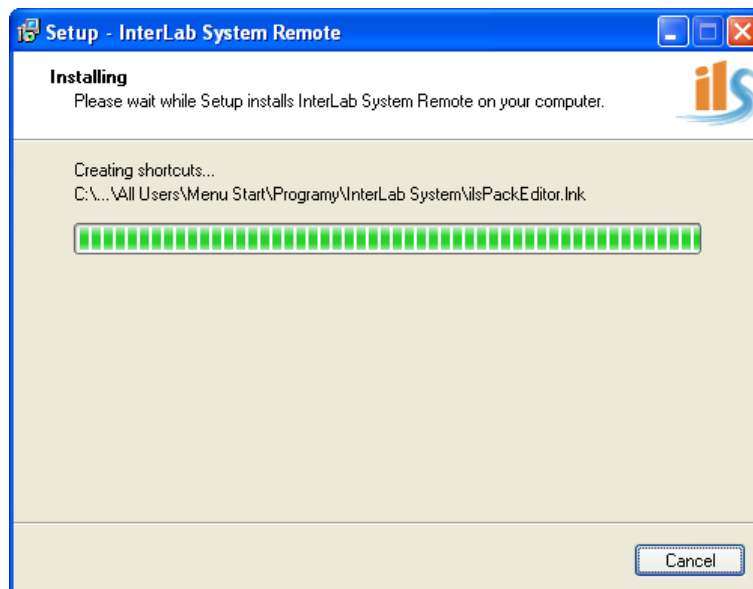 Setup - InterLab System Remote
Installing
Please wait while Setup installs InterLab System Remote on your computer.
ils
Creating shortcuts...
C:\...\All Users\Menu Start\Programy\InterLab System\ilsPackEditor.lnk
Cancel